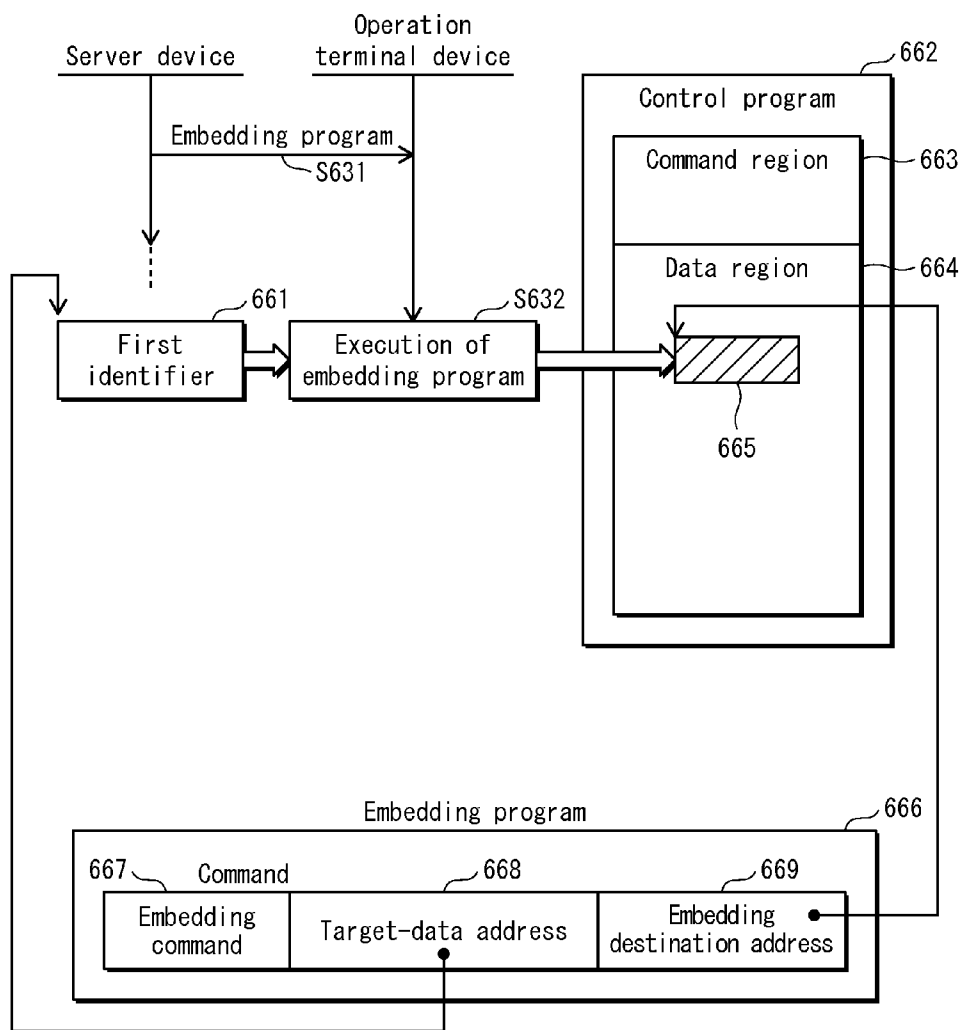 Server device
Operation
terminal device
Embedding program
S631
662
Control program
Command region
663
Data region
664
661
First
identifier
S632
Execution of
embedding program
665
Embedding program
666
667
Command
668
669
Embedding
command
Target-data address
Embedding
destination address